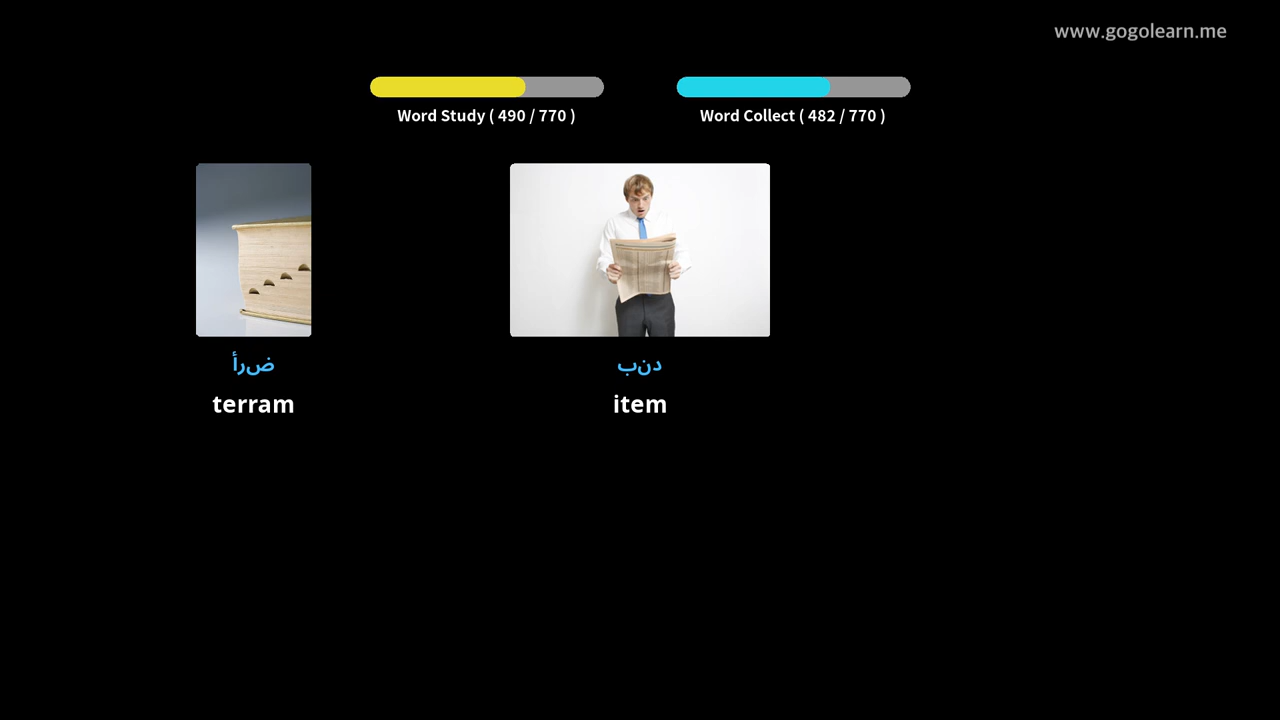 www.gogolearn.me
Word Study ( 490 / 770 )
Word Collect ( 482 / 770 )
ضرأ
terram
دنب
item